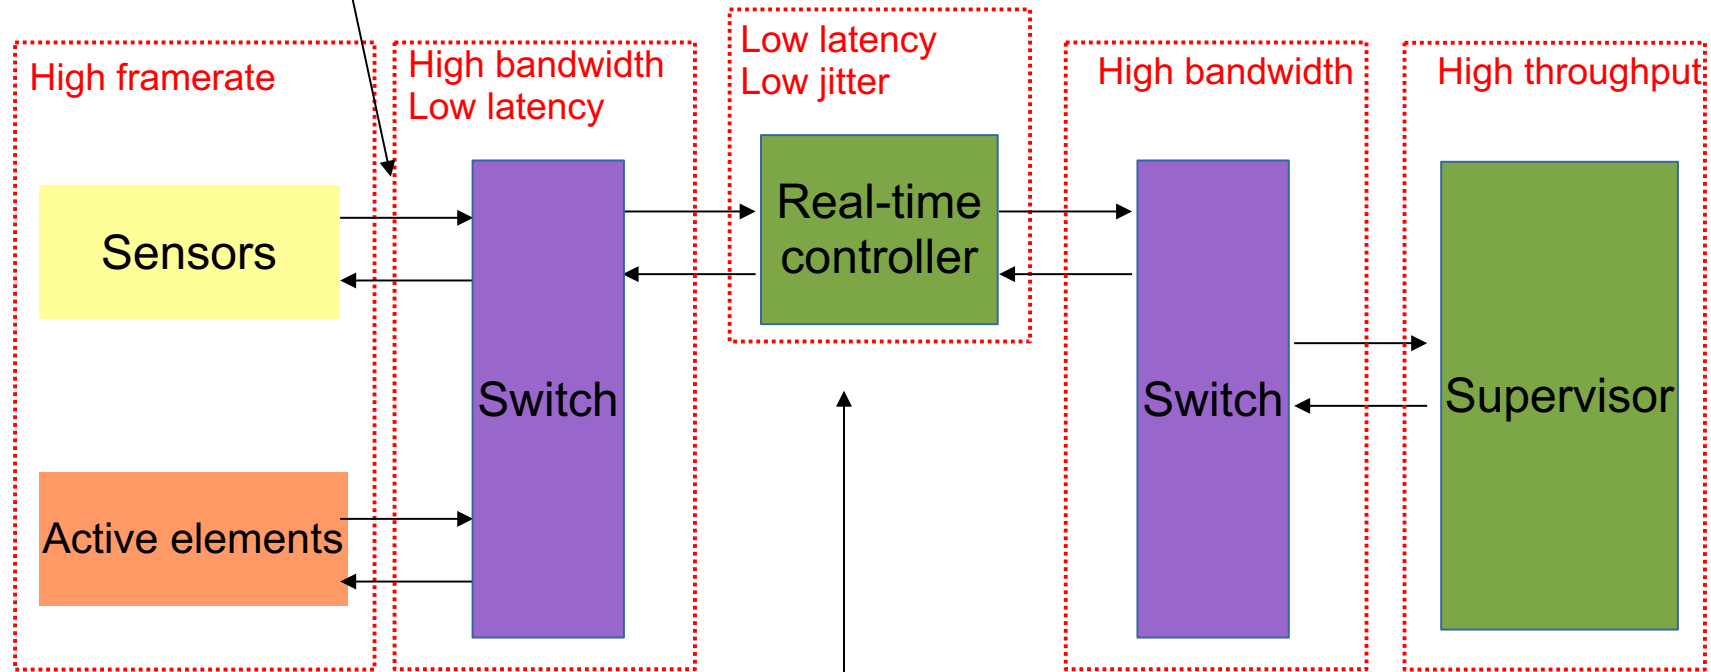 High framerate
High bandwidth
Low latency
Low latency
Low jitter
High bandwidth
High throughput
Sensors
Active elements
Switch
Real-time
controller
Switch
Supervisor